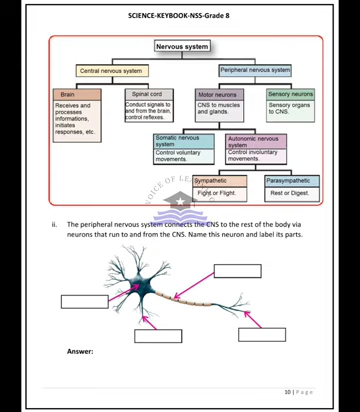 SCIENCE-KEYBOOK-NSS-Grade 8
Nervous system
Central nervous system
Peripheral nervous system
Brain
Receives and
processes
informations,
initiates
responses, etc.
Spinal cord
Conduct signals to
and from the brain,
control reflexes.
Motor neurons
CNS to muscles
and glands.
Sensory neurons
Sensory organs
to CNS.
Somatic nervous
system
Control voluntary
movements.
Autonomic nervous
system
Control involuntary
movements.
Sympathetic
Fight or Flight.
Parasympathetic
Rest or Digest.
VOICE OF LEARNING
ii. The peripheral nervous system connects the CNS to the rest of the body via
neurons that run to and from the CNS. Name this neuron and label its parts.
Answer:
10 | Page